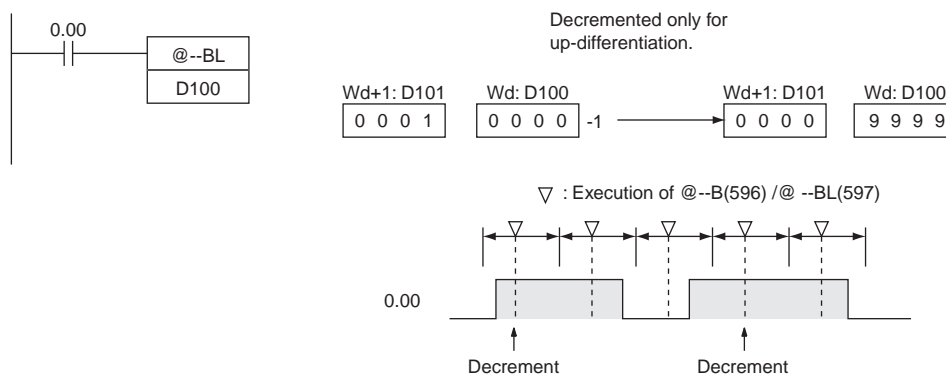 0.00
@--BL
D100
Decremented only for
up-differentiation.
Wd+1: D101 Wd: D100 Wd+1: D101 Wd: D100
0 0 0 1 0 0 0 0 -1 0 0 0 0 9 9 9 9
▽ : Execution of @--B(596) /@ --BL(597)
0.00
Decrement Decrement